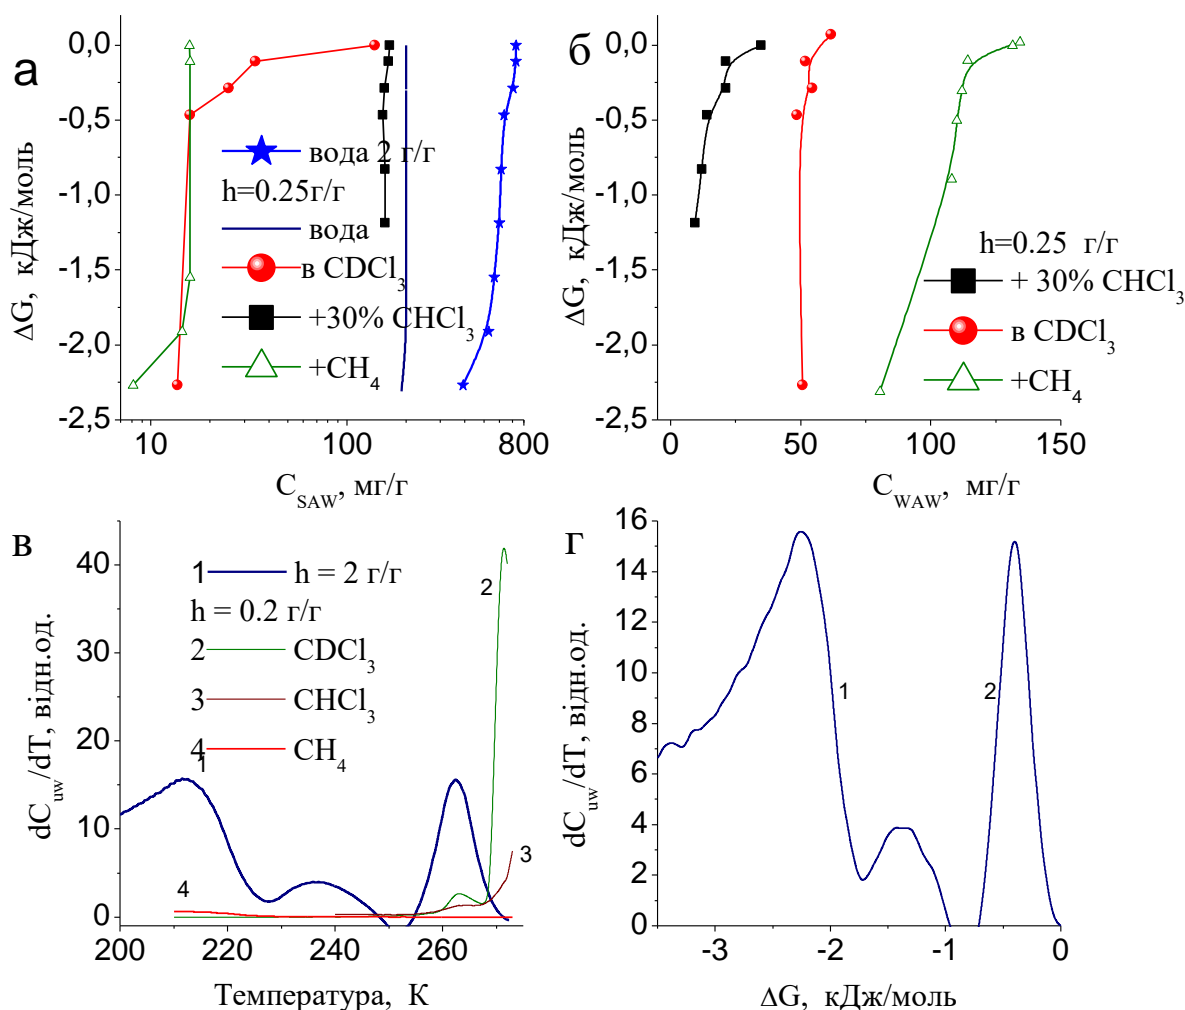 а
0,0
-0,5
-1,0
-1,5
-2,0
-2,5
ΔG, кДж/моль
вода 2 г/г
h=0.25г/г
вода
в CDCl3
+30% CHCl3
+CH4
10
100
800
C_SAW, мг/г
б
0,0
-0,5
-1,0
-1,5
-2,0
-2,5
ΔG, кДж/моль
h=0.25 г/г
+ 30% CHCl3
в CDCl3
+CH4
0
50
100
150
C_WAW, мг/г
в
40
30
20
10
0
dC_uw/dT, відн.од.
1 h = 2 г/г
h = 0.2 г/г
2 CDCl3
3 CHCl3
4 CH4
1
2
3
4
200
220
240
260
Температура, К
г
16
14
12
10
8
6
4
2
0
dC_uw/dT, відн.од.
1
2
-3
-2
-1
0
ΔG, кДж/моль